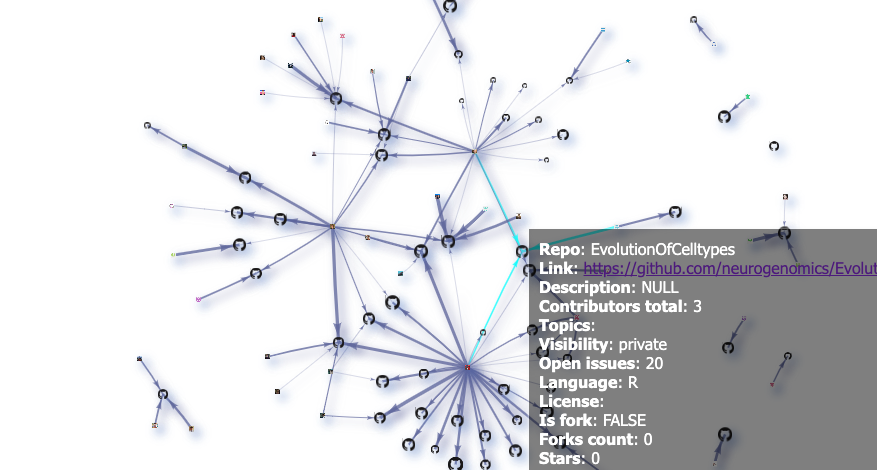 Repo: EvolutionOfCelltypes
Link: https://github.com/neurogenomics/Evolut
Description: NULL
Contributors total: 3
Topics:
Visibility: private
Open issues: 20
Language: R
License:
Is fork: FALSE
Forks count: 0
Stars: 0